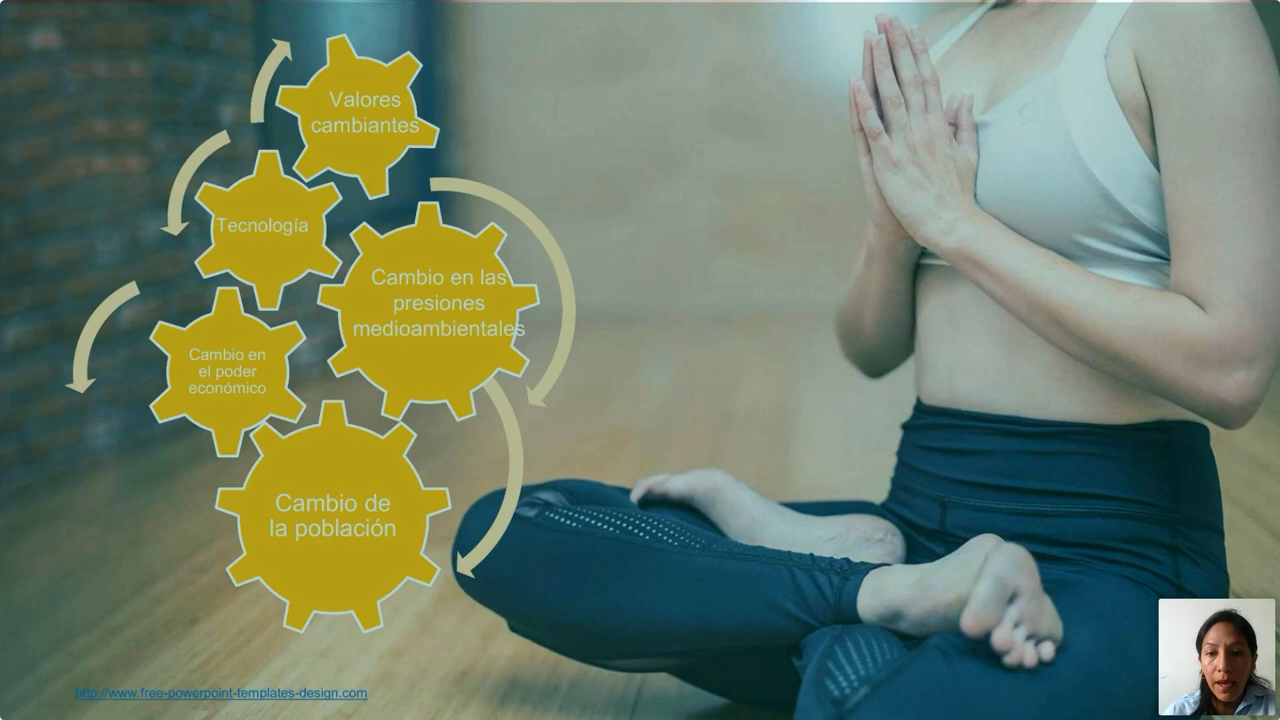 Valores
cambiantes
Tecnología
Cambio en las
presiones
medioambientales
Cambio en
el poder
económico
Cambio de
la población
http://www.free-powerpoint-templates-design.com